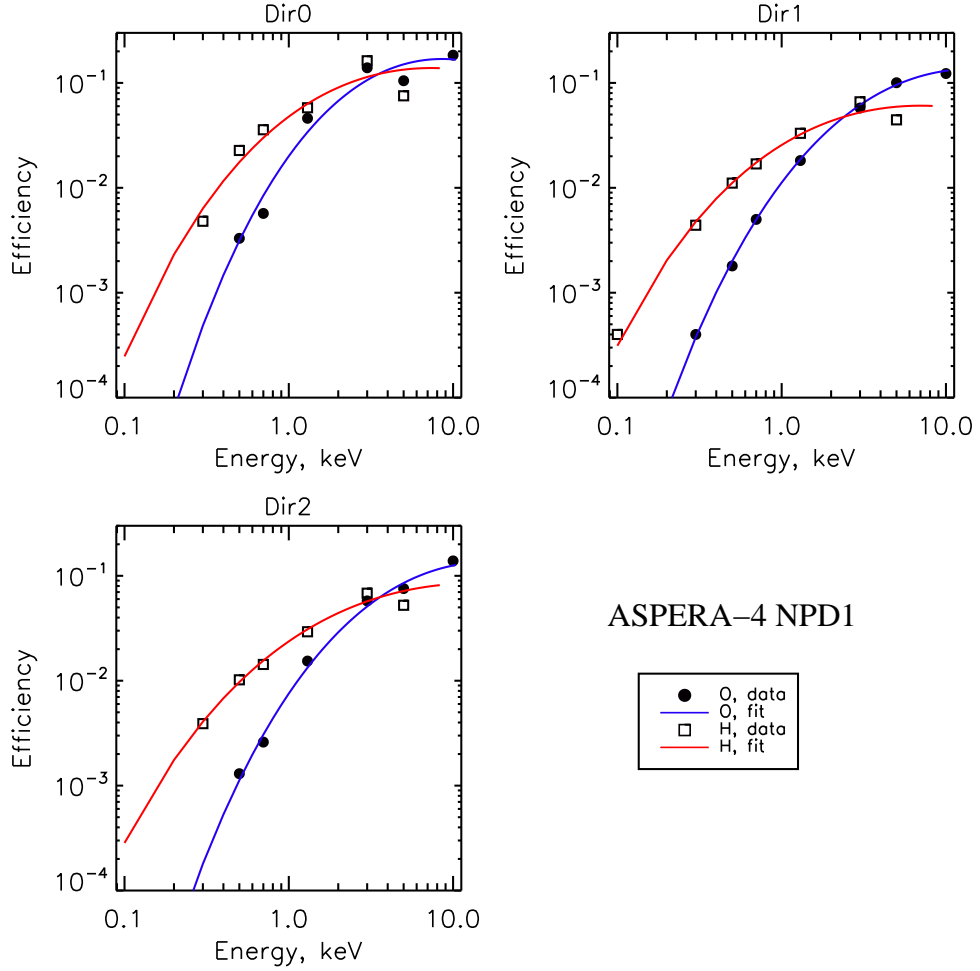 Dir0
Efficiency
10⁻¹
10⁻²
10⁻³
10⁻⁴
0.1
1.0
10.0
Energy, keV
Dir1
Efficiency
10⁻¹
10⁻²
10⁻³
10⁻⁴
0.1
1.0
10.0
Energy, keV
Dir2
Efficiency
10⁻¹
10⁻²
10⁻³
10⁻⁴
0.1
1.0
10.0
Energy, keV
ASPERA−4 NPD1
O, data
O, fit
H, data
H, fit